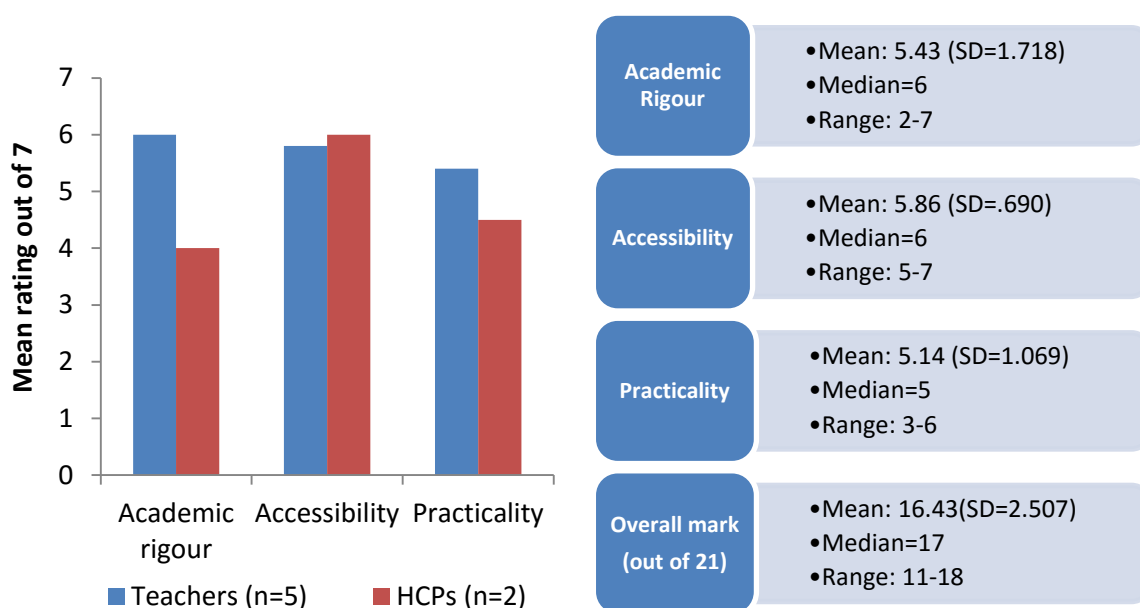 Mean rating out of 7
7
6
5
4
3
2
1
0
Academic
rigour
Accessibility
Practicality
Teachers (n=5)
HCPs (n=2)
Academic
Rigour
•Mean: 5.43 (SD=1.718)
•Median=6
•Range: 2-7
Accessibility
•Mean: 5.86 (SD=.690)
•Median=6
•Range: 5-7
Practicality
•Mean: 5.14 (SD=1.069)
•Median=5
•Range: 3-6
Overall mark
(out of 21)
•Mean: 16.43(SD=2.507)
•Median=17
•Range: 11-18